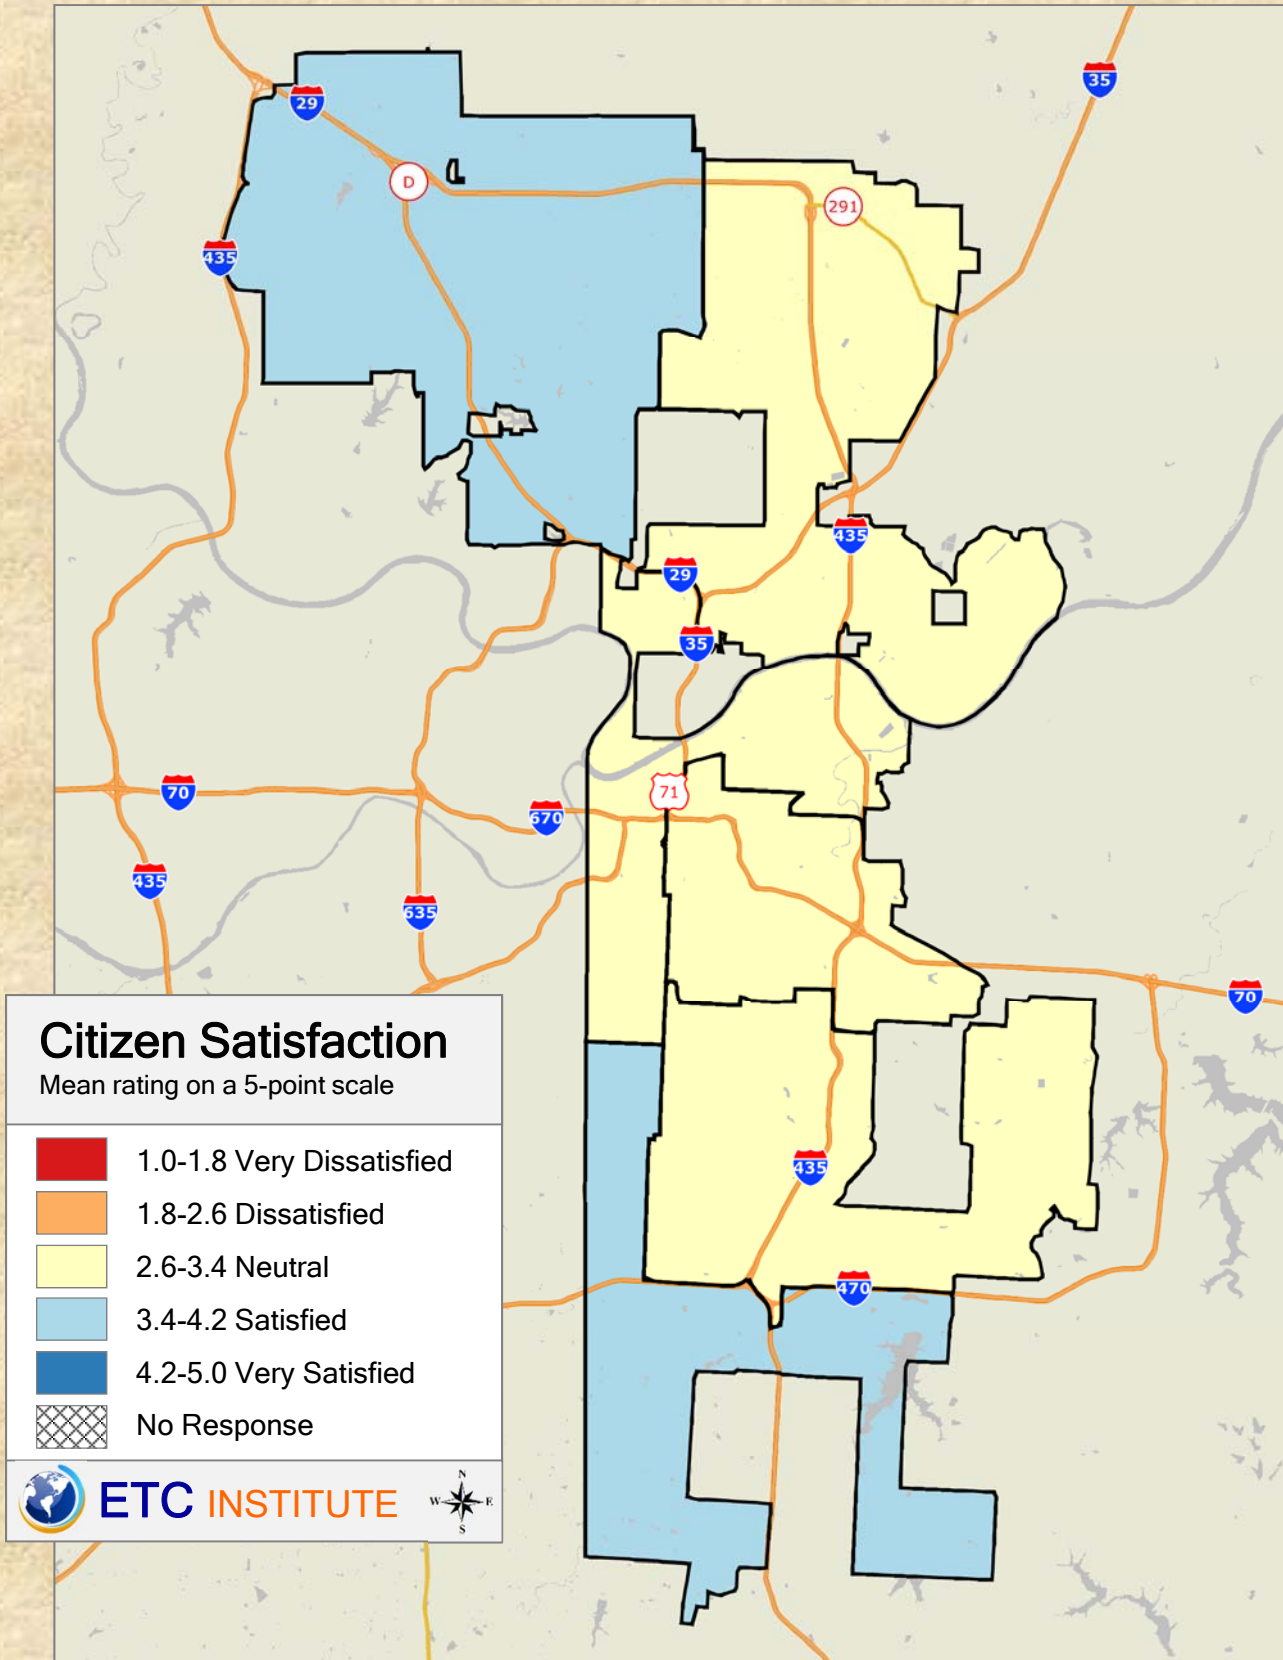 35
29
D
291
435
435
29
35
70
71
670
435
635
70
Citizen Satisfaction
Mean rating on a 5-point scale
1.0-1.8 Very Dissatisfied
1.8-2.6 Dissatisfied
2.6-3.4 Neutral
3.4-4.2 Satisfied
4.2-5.0 Very Satisfied
No Response
ETC INSTITUTE
N
W E
S
435
470